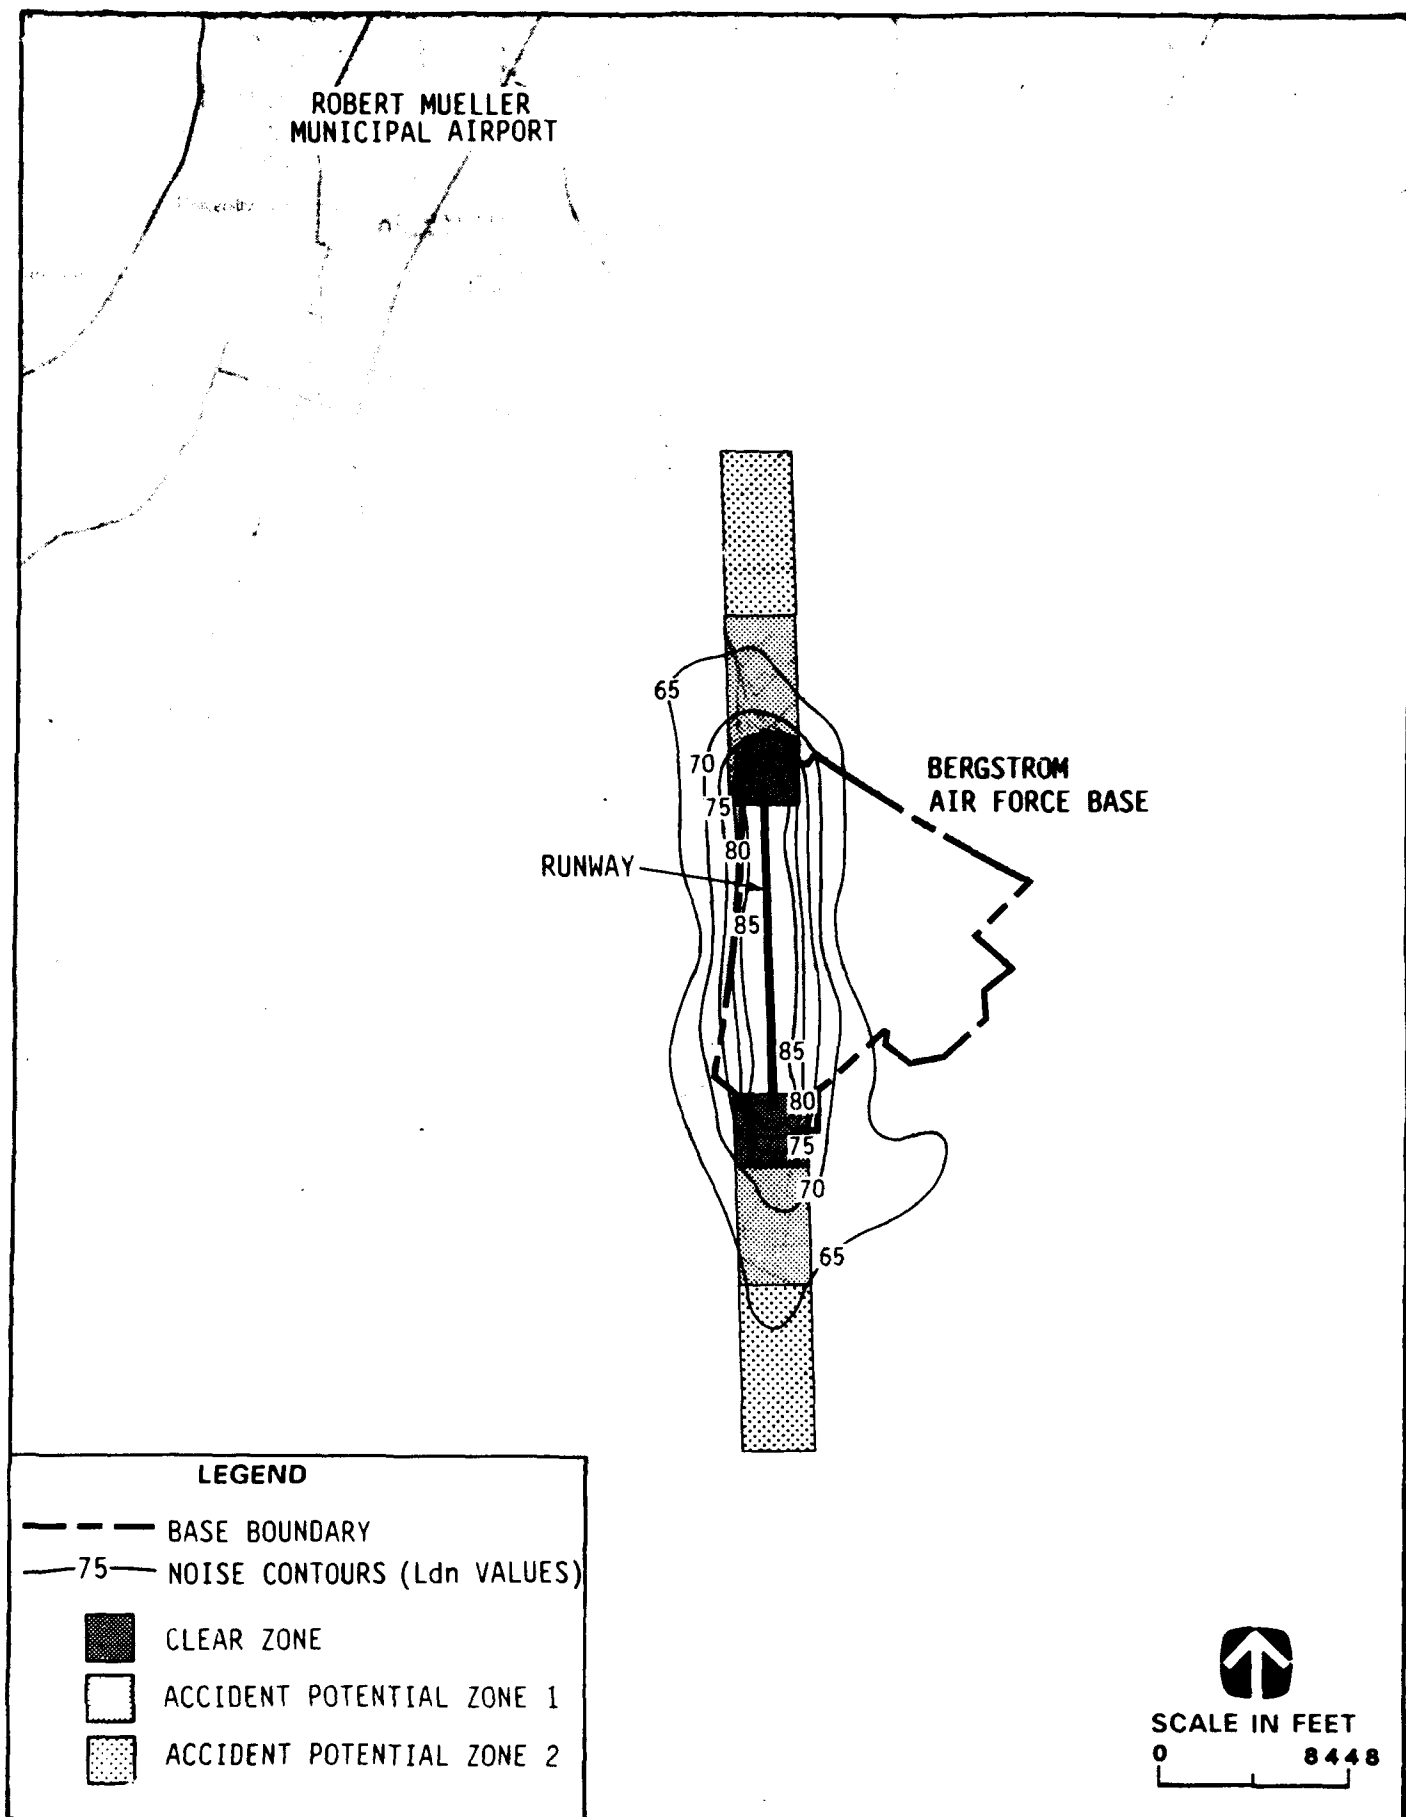 ROBERT MUELLER
MUNICIPAL AIRPORT
65
70
75
80
85
RUNWAY
BERGSTROM
AIR FORCE BASE
85
80
75
70
65
LEGEND
BASE BOUNDARY
75 NOISE CONTOURS (Ldn VALUES)
CLEAR ZONE
ACCIDENT POTENTIAL ZONE 1
ACCIDENT POTENTIAL ZONE 2
SCALE IN FEET
0 8448